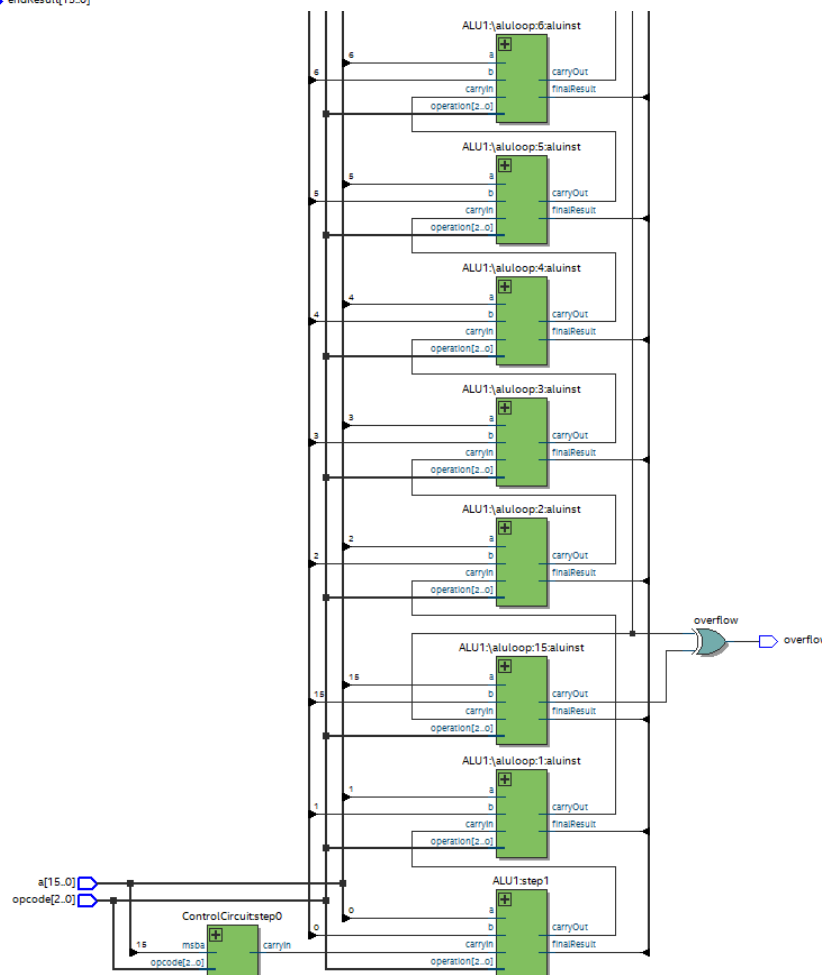 endResult[15..0]
ALU1:\aluloop:6:aluinst
6
a
6
b
carryOut
carryIn
finalResult
operation[2..0]
ALU1:\aluloop:5:aluinst
5
a
5
b
carryOut
carryIn
finalResult
operation[2..0]
ALU1:\aluloop:4:aluinst
4
a
4
b
carryOut
carryIn
finalResult
operation[2..0]
ALU1:\aluloop:3:aluinst
3
a
3
b
carryOut
carryIn
finalResult
operation[2..0]
ALU1:\aluloop:2:aluinst
2
a
2
b
carryOut
carryIn
finalResult
operation[2..0]
overflow
overflow
ALU1:\aluloop:15:aluinst
15
a
15
b
carryOut
carryIn
finalResult
operation[2..0]
ALU1:\aluloop:1:aluinst
1
a
1
b
carryOut
carryIn
finalResult
operation[2..0]
a[15..0]
ALU1:step1
opcode[2..0]
0
a
ControlCircuit:step0
0
b
carryOut
15
msba
carryIn
carryIn
finalResult
opcode[2..0]
operation[2..0]